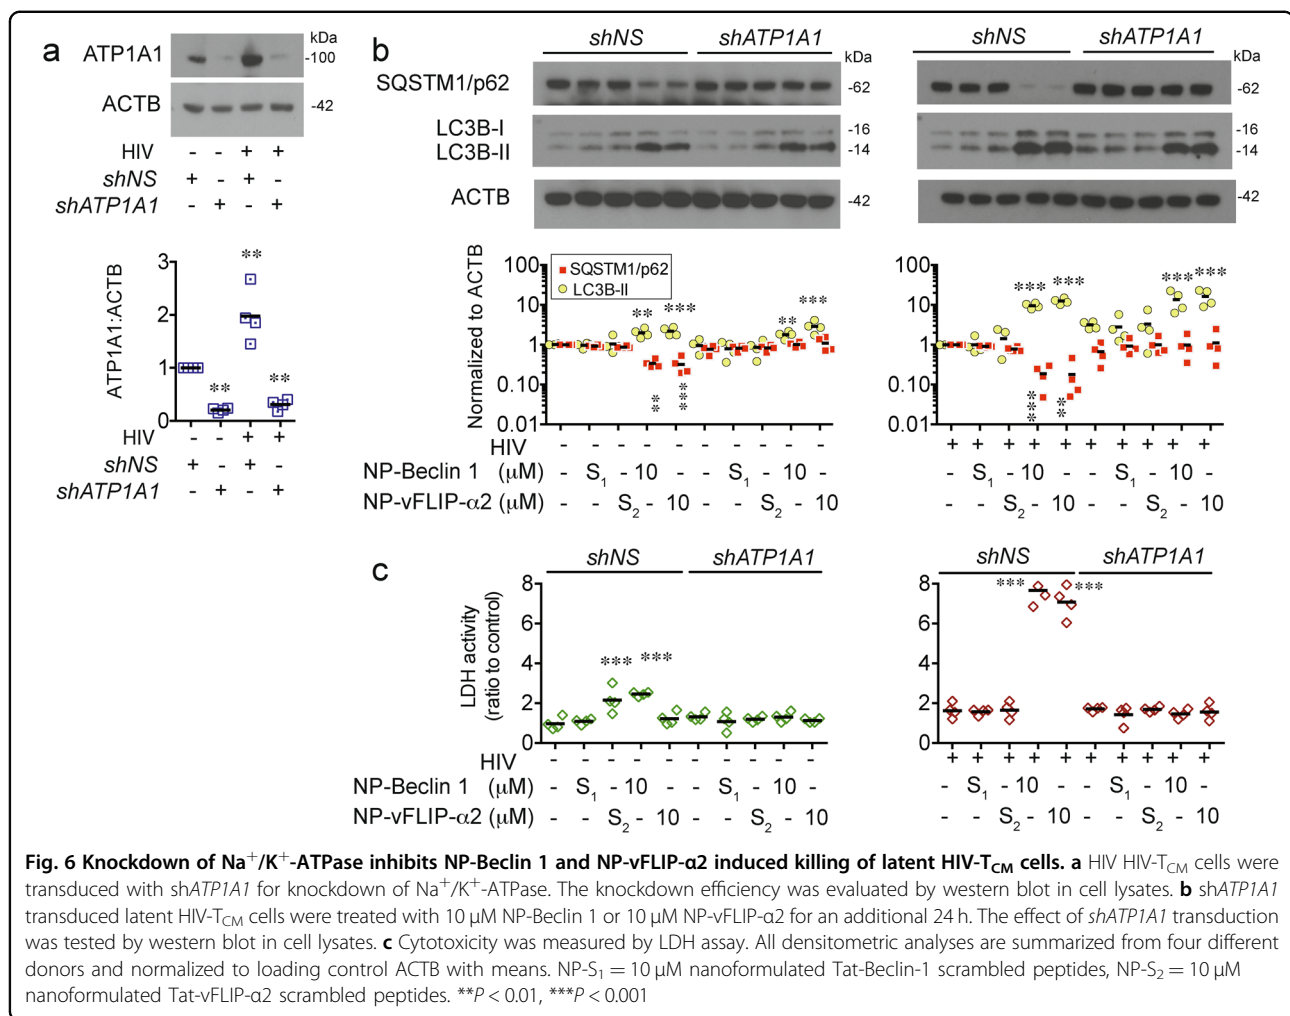 a
kDa
ATP1A1
-100
ACTB
-42
HIV - - + +
shNS + - + -
shATP1A1 - + - +
ATP1A1:ACTB
3
2
1
0
**
**
**
HIV - - + +
shNS + - + -
shATP1A1 - + - +
b
shNS shATP1A1
kDa
SQSTM1/p62
-62
LC3B-I
-16
LC3B-II
-14
ACTB
-42
shNS shATP1A1
kDa
-62
-16
-14
-42
Normalized to ACTB
100
10
1
0.10
0.01
SQSTM1/p62
LC3B-II
** *** ** ***
** ***
100
10
1
0.10
0.01
*** *** *** ***
*** **
HIV - - - - - - - - - -
+ + + + + + + + + +
NP-Beclin 1 (μM) - S1 - 10 - - S1 - 10 -
- S1 - 10 - - S1 - 10 -
NP-vFLIP-α2 (μM) - - S2 - 10 - - S2 - 10
- - S2 - 10 - - S2 - 10
c
shNS shATP1A1
LDH activity
(ratio to control)
8
6
4
2
0
*** ***
shNS shATP1A1
8
6
4
2
0
*** ***
HIV - - - - - - - - - -
+ + + + + + + + + +
NP-Beclin 1 (μM) - S1 - 10 - - S1 - 10 -
- S1 - 10 - - S1 - 10 -
NP-vFLIP-α2 (μM) - - S2 - 10 - - S2 - 10
- - S2 - 10 - - S2 - 10
Fig. 6 Knockdown of Na+/K+-ATPase inhibits NP-Beclin 1 and NP-vFLIP-α2 induced killing of latent HIV-TCM cells. a HIV HIV-TCM cells were
transduced with shATP1A1 for knockdown of Na+/K+-ATPase. The knockdown efficiency was evaluated by western blot in cell lysates. b shATP1A1
transduced latent HIV-TCM cells were treated with 10 μM NP-Beclin 1 or 10 μM NP-vFLIP-α2 for an additional 24 h. The effect of shATP1A1 transduction
was tested by western blot in cell lysates. c Cytotoxicity was measured by LDH assay. All densitometric analyses are summarized from four different
donors and normalized to loading control ACTB with means. NP-S1 = 10 μM nanoformulated Tat-Beclin-1 scrambled peptides, NP-S2 = 10 μM
nanoformulated Tat-vFLIP-α2 scrambled peptides. **P < 0.01, ***P < 0.001